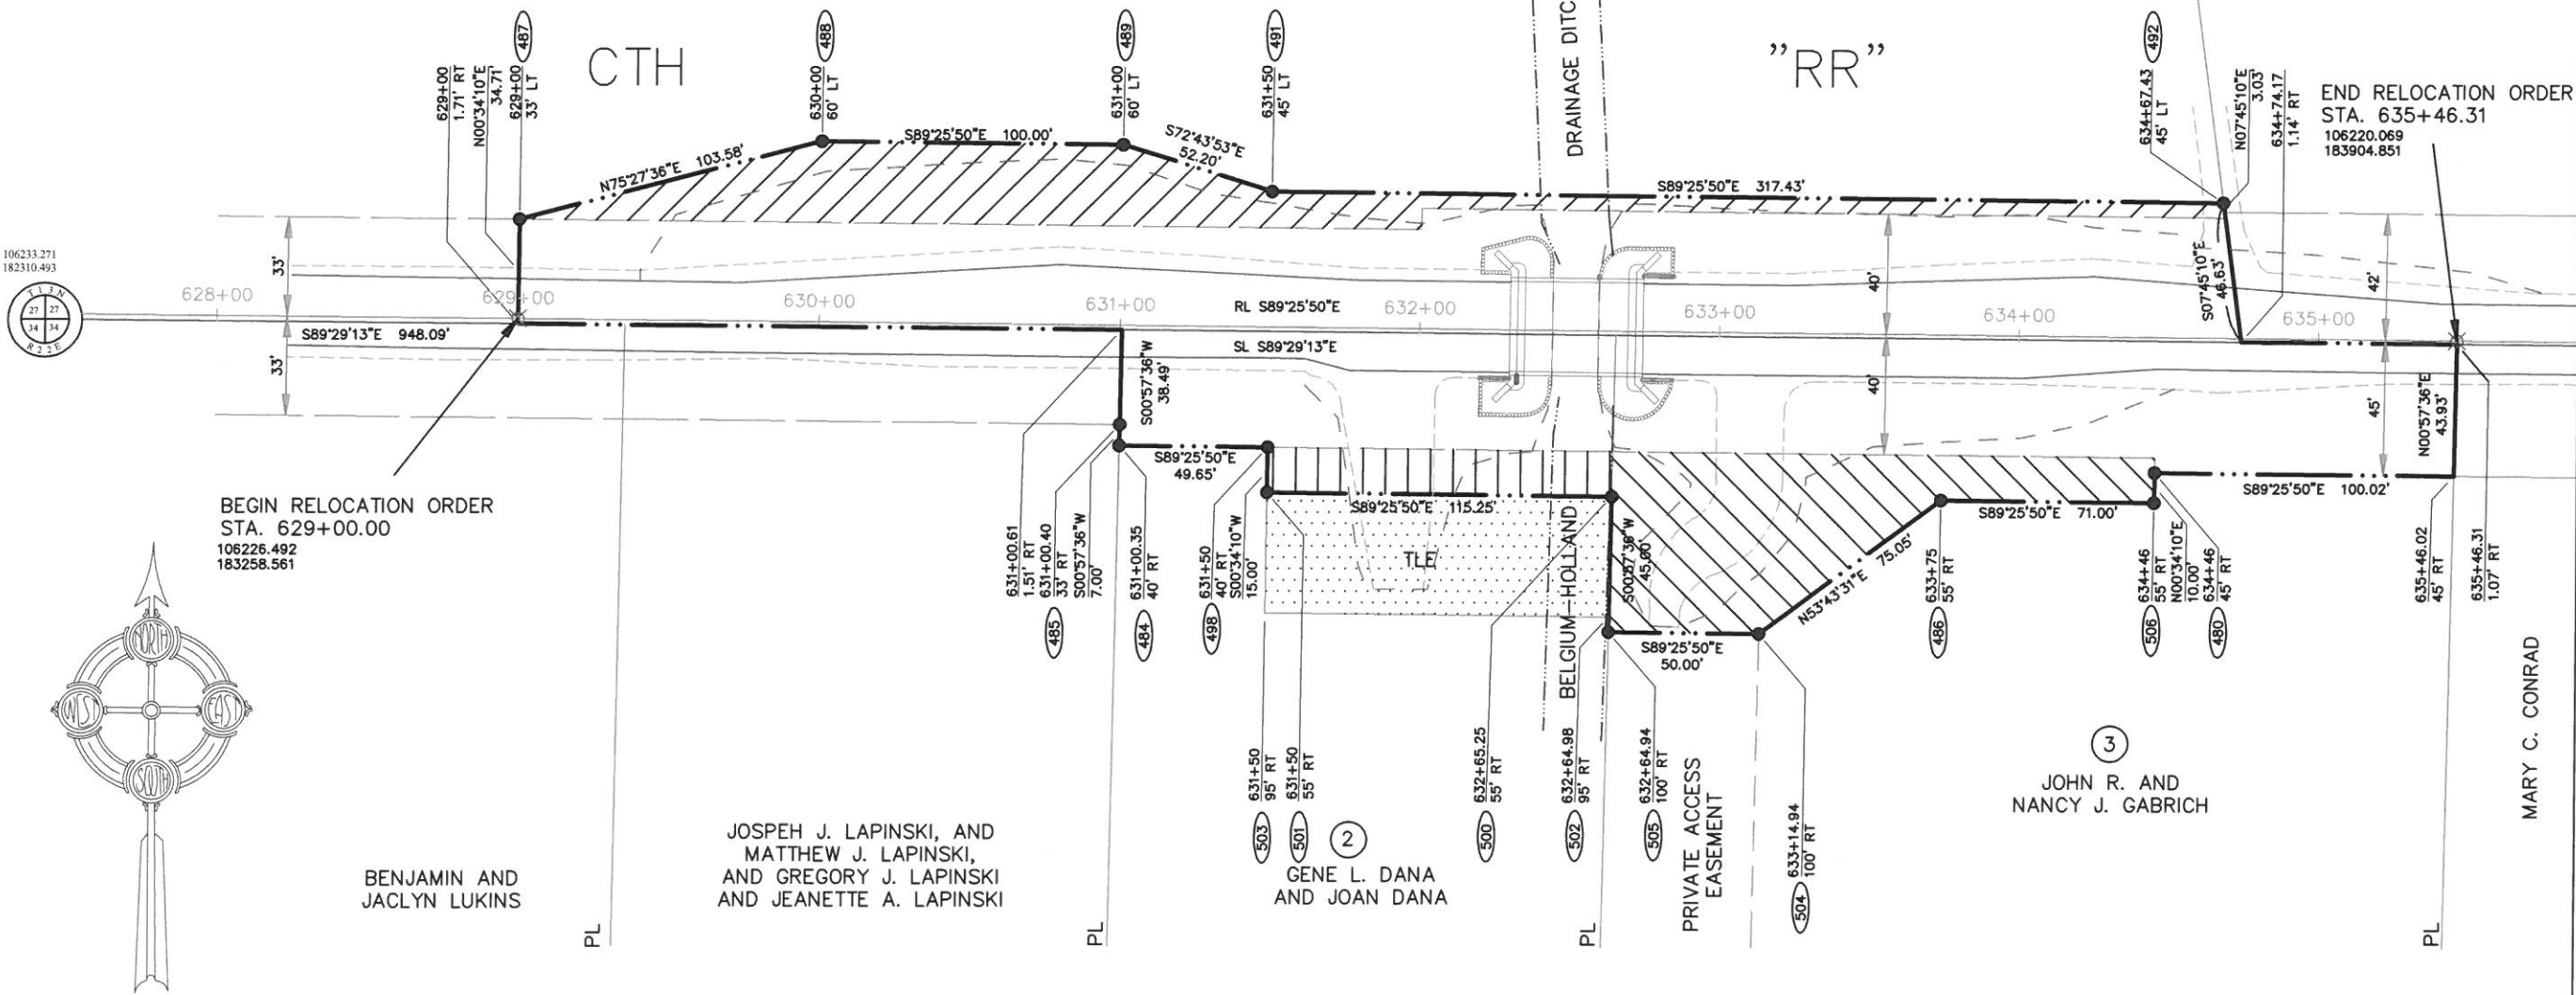 CTH
"RR"
DRAINAGE DITC
487
488
489
491
492
629+00
1.71' RT
N00°34'10"E
34.71'
629+00
33' LT
630+00
60' LT
631+00
60' LT
631+50
45' LT
634+67.43
45' LT
N07°45'10"E
3.03'
634+74.17
1.14' RT
END RELOCATION ORDER
STA. 635+46.31
106220.069
183904.851
N75°27'36"E 103.58'
S89°25'50"E 100.00'
S72°43'53"E
52.20'
S89°25'50"E 317.43'
S07°45'10"E
46.63'
106233.271
182310.493
T 1 3 N
27 27
34 34
R 2 2 E
33'
33'
40'
40'
42'
45'
628+00
629+00
630+00
631+00
632+00
633+00
634+00
635+00
RL S89°25'50"E
S89°29'13"E 948.09'
SL S89°29'13"E
S00°57'36"W
38.49'
N00°57'36"E
43.93'
S89°25'50"E
49.65'
S89°25'50"E 115.25'
TLE
BELGIUM-HOLLAND
S00°57'36"W
45.00'
S89°25'50"E
50.00'
N53°43'31"E 75.05'
S89°25'50"E 71.00'
S89°25'50"E 100.02'
BEGIN RELOCATION ORDER
STA. 629+00.00
106226.492
183258.561
631+00.61
1.51' RT
631+00.40
33' RT
S00°57'36"W
7.00'
631+00.35
40' RT
631+50
40' RT
S00°34'10"W
15.00'
633+75
55' RT
634+46
55' RT
N00°34'10"E
10.00'
634+46
45' RT
635+46.02
45' RT
635+46.31
1.07' RT
485
484
498
486
506
480
NORTH
WEST
EAST
SOUTH
631+50
95' RT
631+50
55' RT
632+65.25
55' RT
632+64.98
95' RT
632+64.94
100' RT
633+14.94
100' RT
503
501
500
502
505
504
PRIVATE ACCESS
EASEMENT
BENJAMIN AND
JACLYN LUKINS
JOSPEH J. LAPINSKI, AND
MATTHEW J. LAPINSKI,
AND GREGORY J. LAPINSKI
AND JEANETTE A. LAPINSKI
2
GENE L. DANA
AND JOAN DANA
3
JOHN R. AND
NANCY J. GABRICH
MARY C. CONRAD
PL
PL
PL
PL